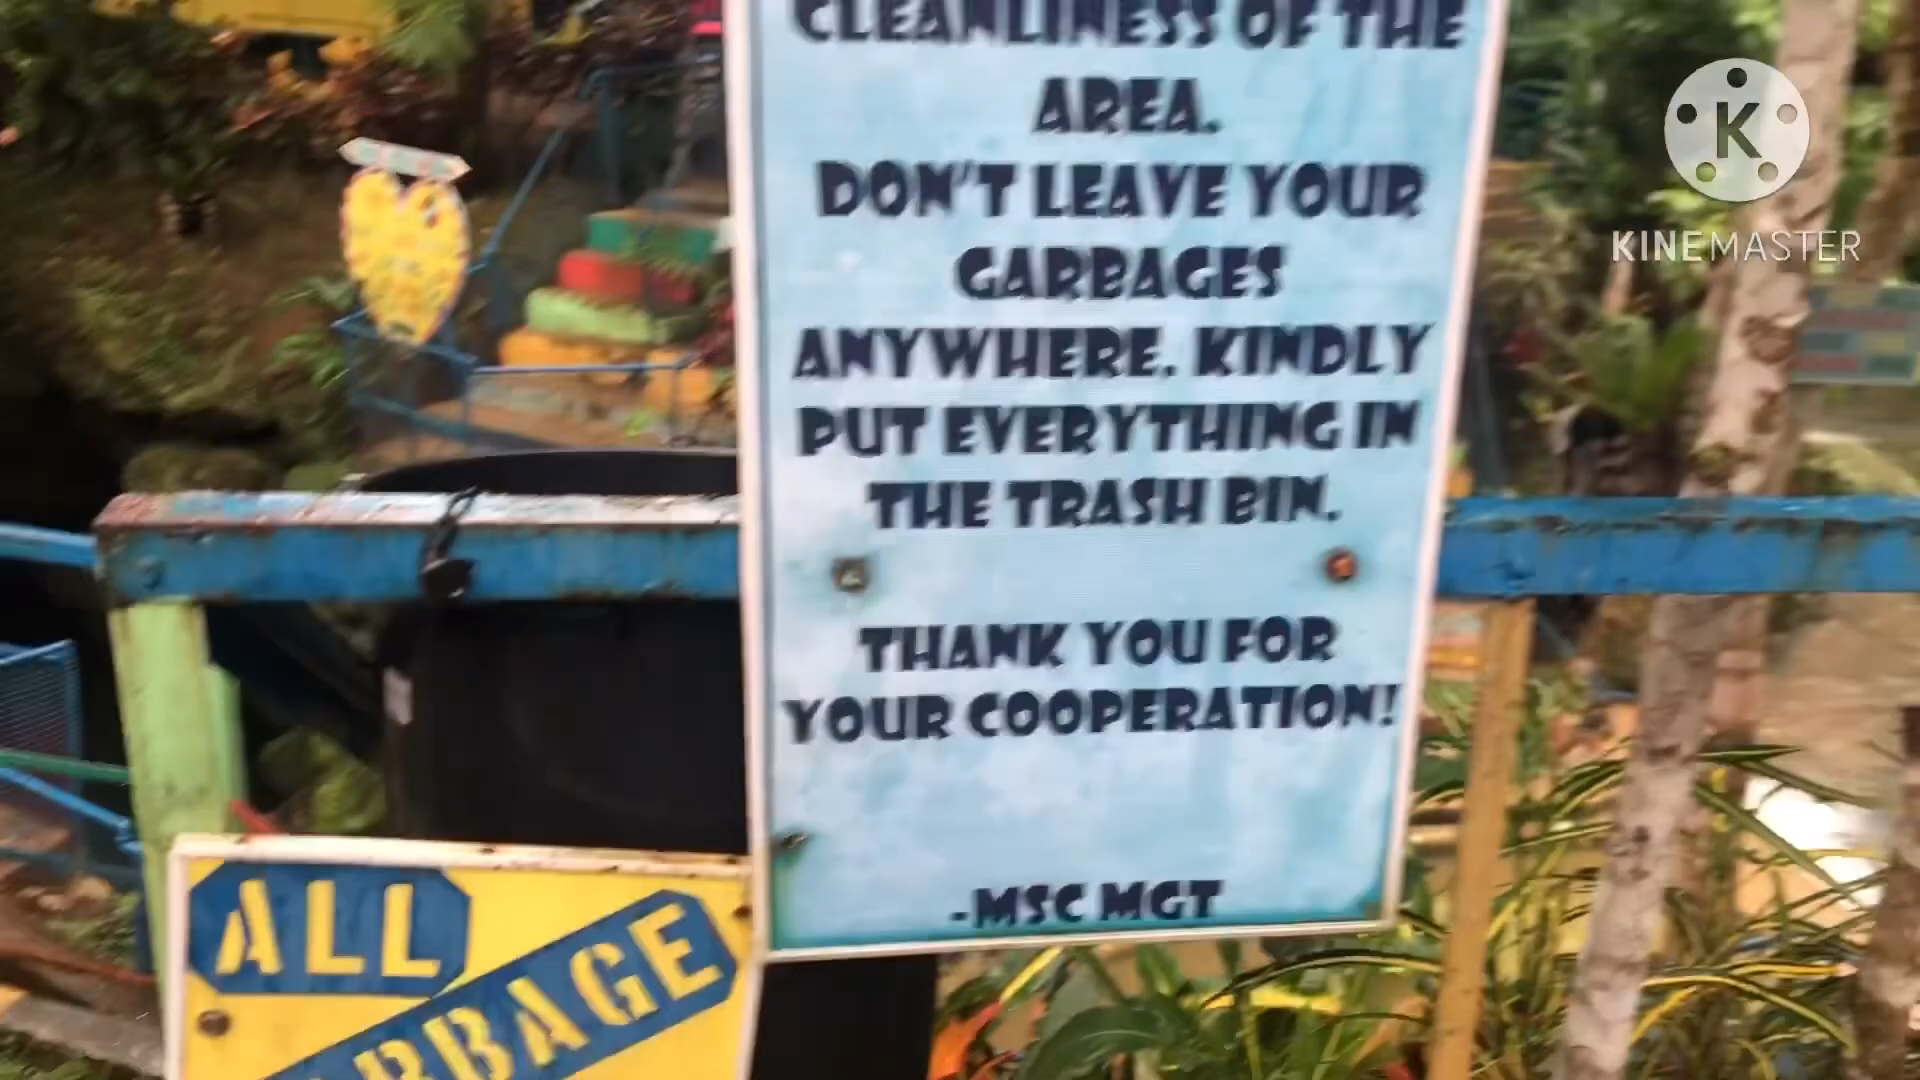 CLEANLINESS OF THE
AREA.
DON'T LEAVE YOUR
GARBAGES
ANYWHERE. KINDLY
PUT EVERYTHING IN
THE TRASH BIN.
THANK YOU FOR
YOUR COOPERATION!
-MSC MGT
ALL
K
KINEMASTER